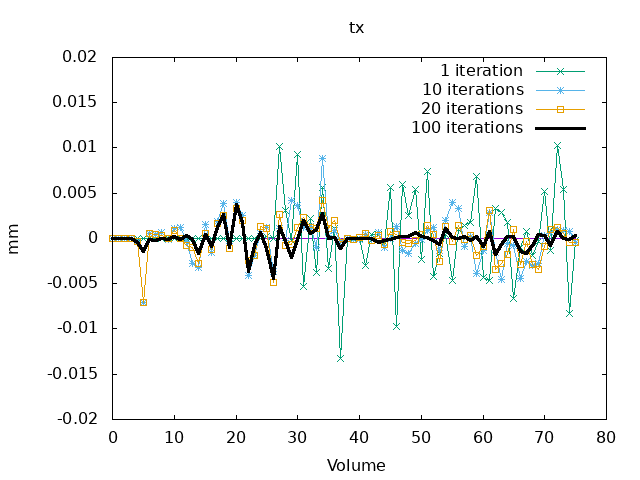 tx
0.02
0.015
0.01
0.005
0
-0.005
-0.01
-0.015
-0.02
mm
1 iteration
10 iterations
20 iterations
100 iterations
0 10 20 30 40 50 60 70 80
Volume